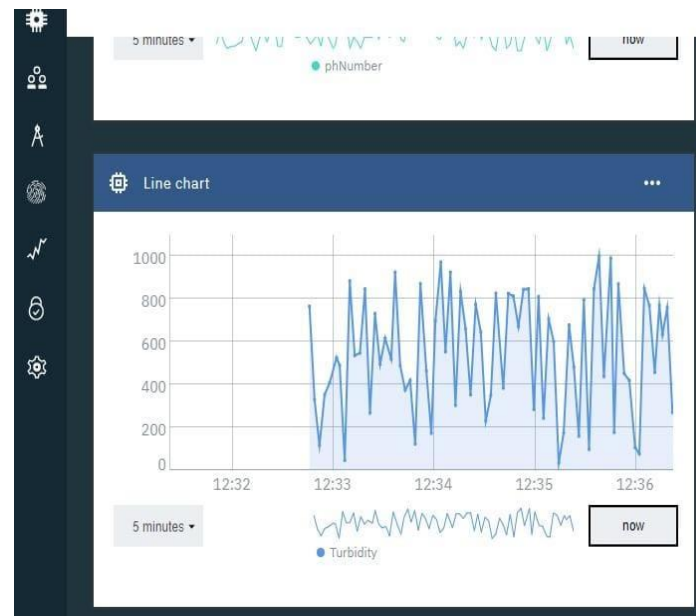 5 minutes
now
phNumber
Line chart
1000
800
600
400
200
0
12:32
12:33
12:34
12:35
12:36
5 minutes
now
Turbidity